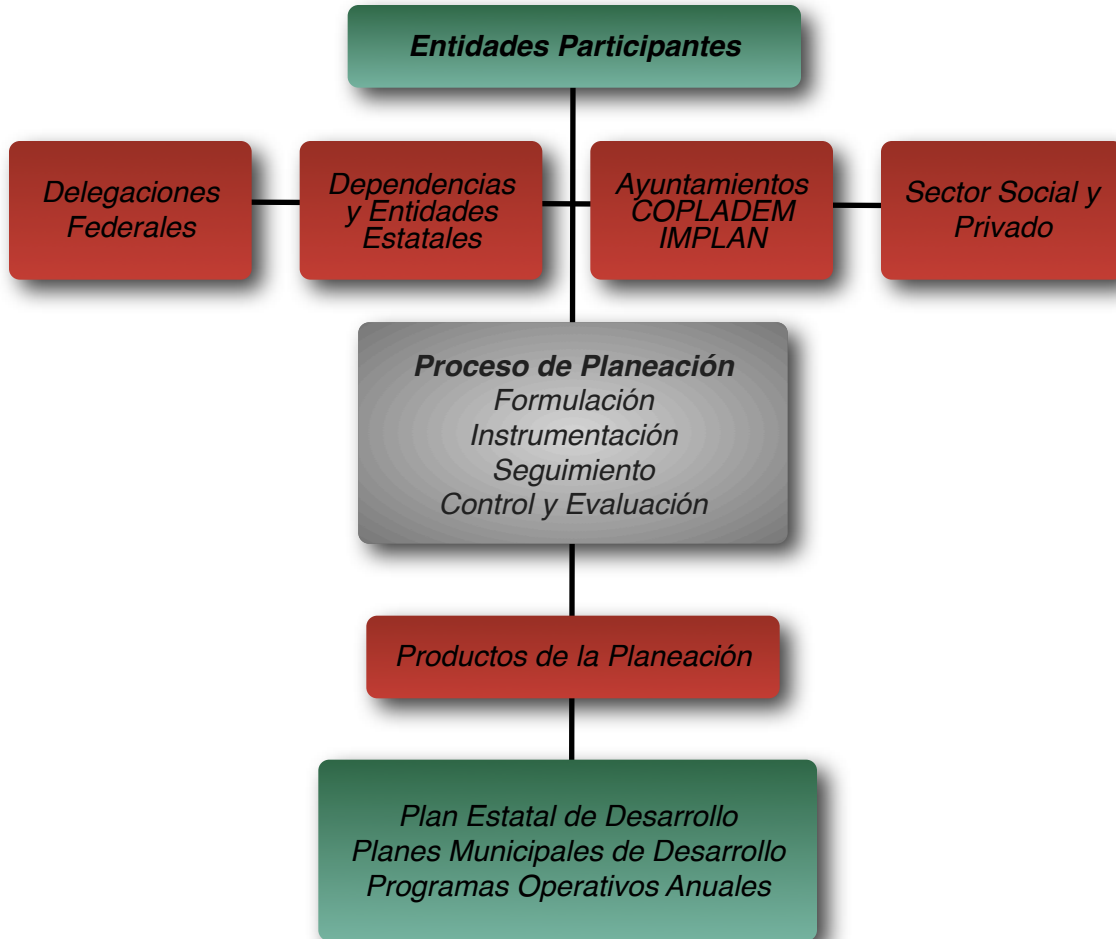 Entidades Participantes
Delegaciones
Federales
Dependencias
y Entidades
Estatales
Ayuntamientos
COPLADEM
IMPLAN
Sector Social y
Privado
Proceso de Planeación
Formulación
Instrumentación
Seguimiento
Control y Evaluación
Productos de la Planeación
Plan Estatal de Desarrollo
Planes Municipales de Desarrollo
Programas Operativos Anuales